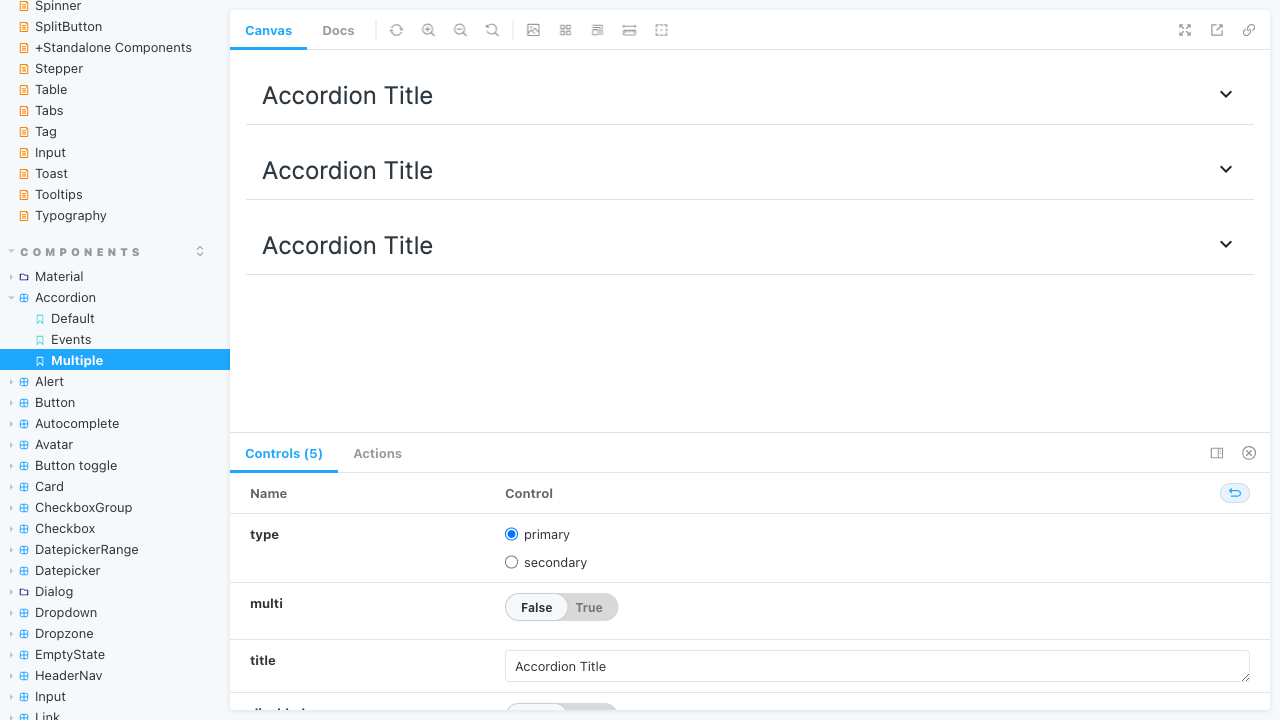 Spinner
SplitButton
+Standalone Components
Stepper
Table
Tabs
Tag
Input
Toast
Tooltips
Typography
COMPONENTS
Material
Accordion
Default
Events
Multiple
Alert
Button
Autocomplete
Avatar
Button toggle
Card
CheckboxGroup
Checkbox
DatepickerRange
Datepicker
Dialog
Dropdown
Dropzone
EmptyState
HeaderNav
Input
Link
Canvas Docs
Accordion Title
Accordion Title
Accordion Title
Controls (5) Actions
Name Control
type primary
secondary
multi False True
title Accordion Title